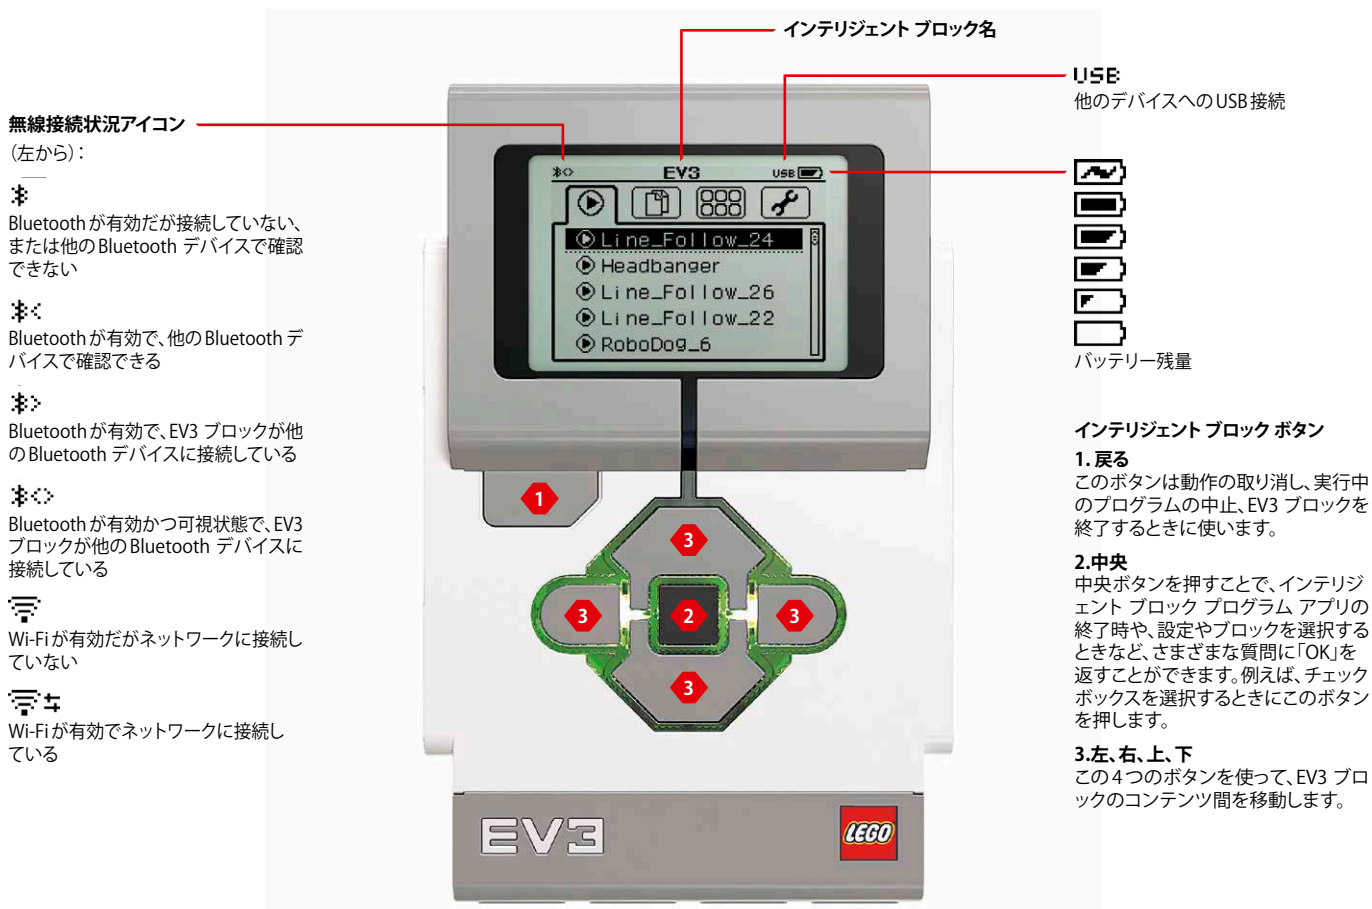 インテリジェント ブロック名
無線接続状況アイコン
（左から）：
Bluetoothが有効だが接続していない、
または他のBluetooth デバイスで確認
できない
Bluetoothが有効で、他のBluetooth デ
バイスで確認できる
Bluetoothが有効で、EV3 ブロックが他
のBluetooth デバイスに接続している
Bluetoothが有効かつ可視状態で、EV3
ブロックが他のBluetooth デバイスに
接続している
Wi-Fiが有効だがネットワークに接続し
ていない
Wi-Fiが有効でネットワークに接続し
ている
EV3
USB
Line_Follow_24
Headbanger
Line_Follow_26
Line_Follow_22
RoboDog_6
1
3
3
2
3
3
EV3
LEGO
USB
他のデバイスへのUSB接続
バッテリー残量
インテリジェント ブロック ボタン
1. 戻る
このボタンは動作の取り消し、実行中
のプログラムの中止、EV3 ブロックを
終了するときに使います。
2.中央
中央ボタンを押すことで、インテリジ
ェント ブロック プログラム アプリの
終了時や、設定やブロックを選択する
ときなど、さまざまな質問に「OK」を
返すことができます。例えば、チェック
ボックスを選択するときにこのボタン
を押します。
3.左、右、上、下
この4つのボタンを使って、EV3 ブロ
ックのコンテンツ間を移動します。